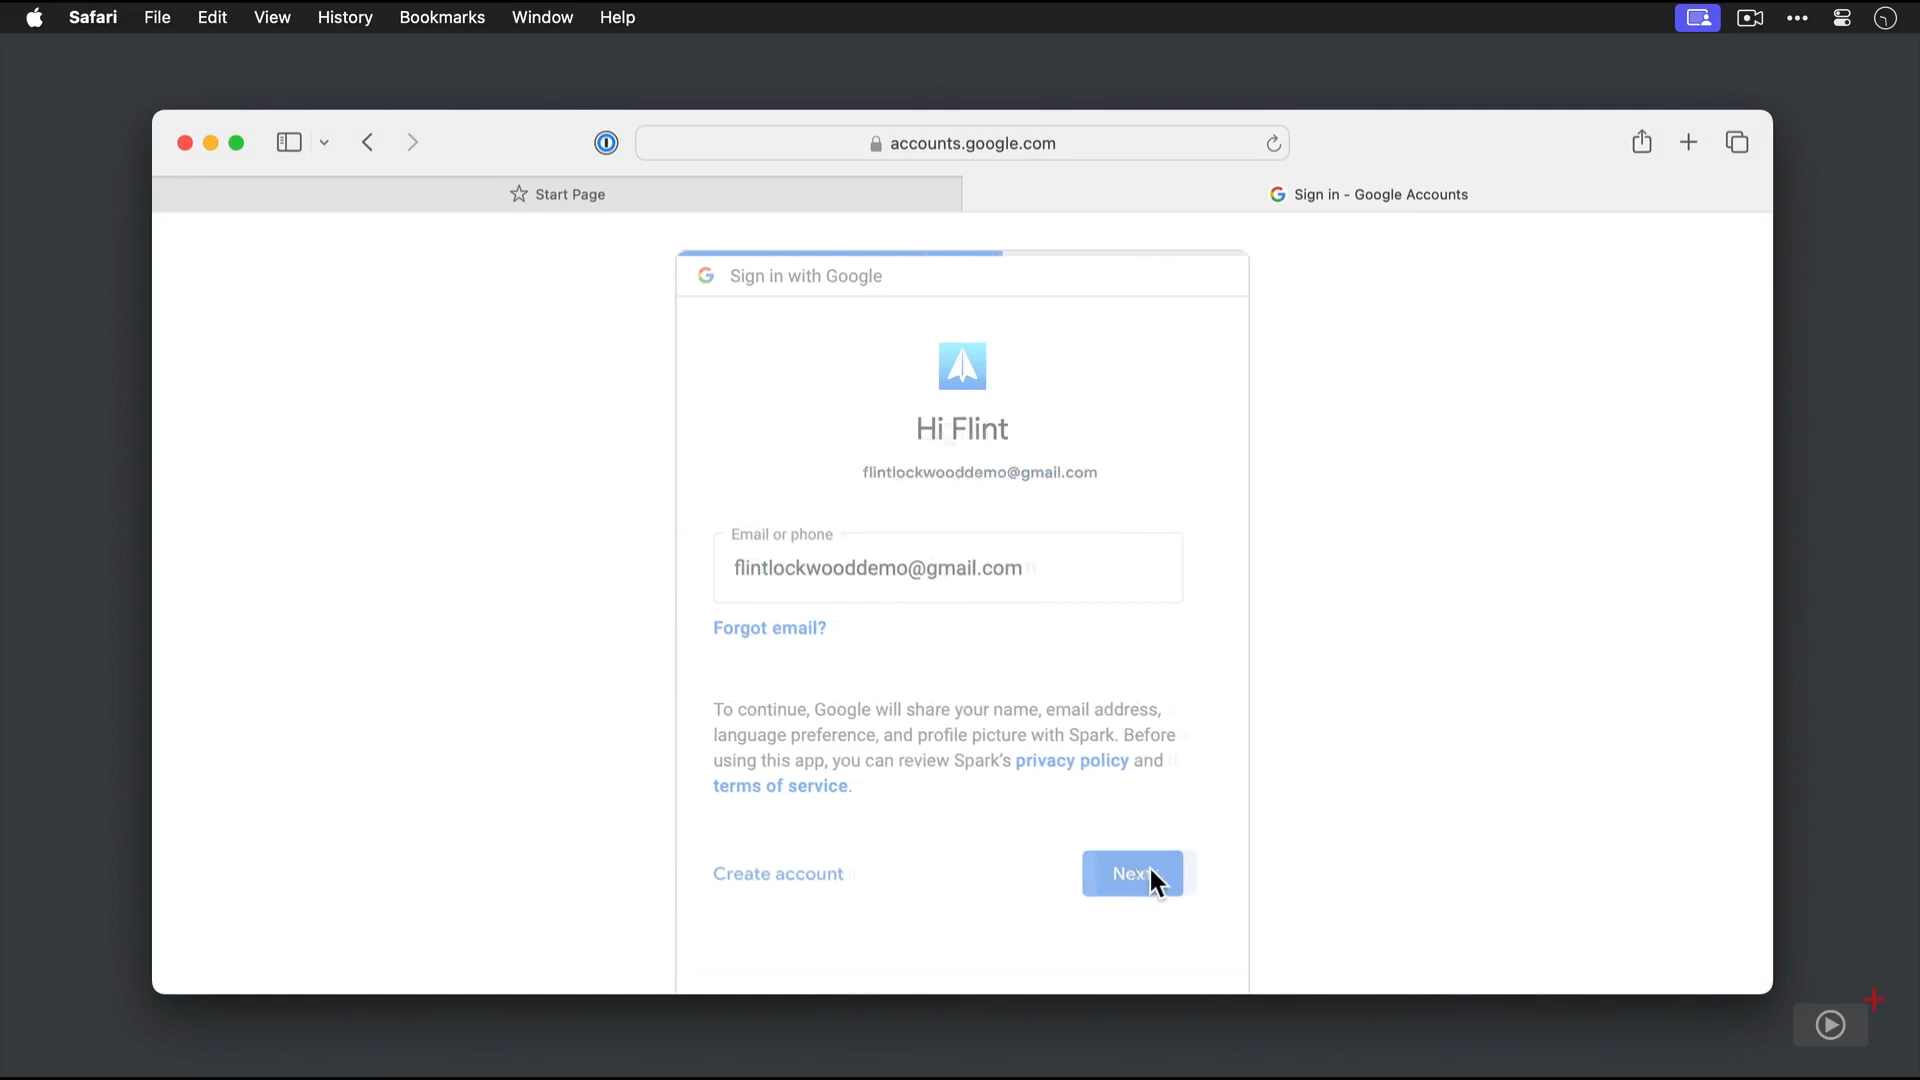 Safari File Edit View History Bookmarks Window Help
accounts.google.com
Start Page
Sign in - Google Accounts
Sign in with Google
Hi Flint
flintlockwooddemo@gmail.com
Email or phone
flintlockwooddemo@gmail.com
Forgot email?
To continue, Google will share your name, email address,
language preference, and profile picture with Spark. Before
using this app, you can review Spark's privacy policy and
terms of service.
Create account
Next